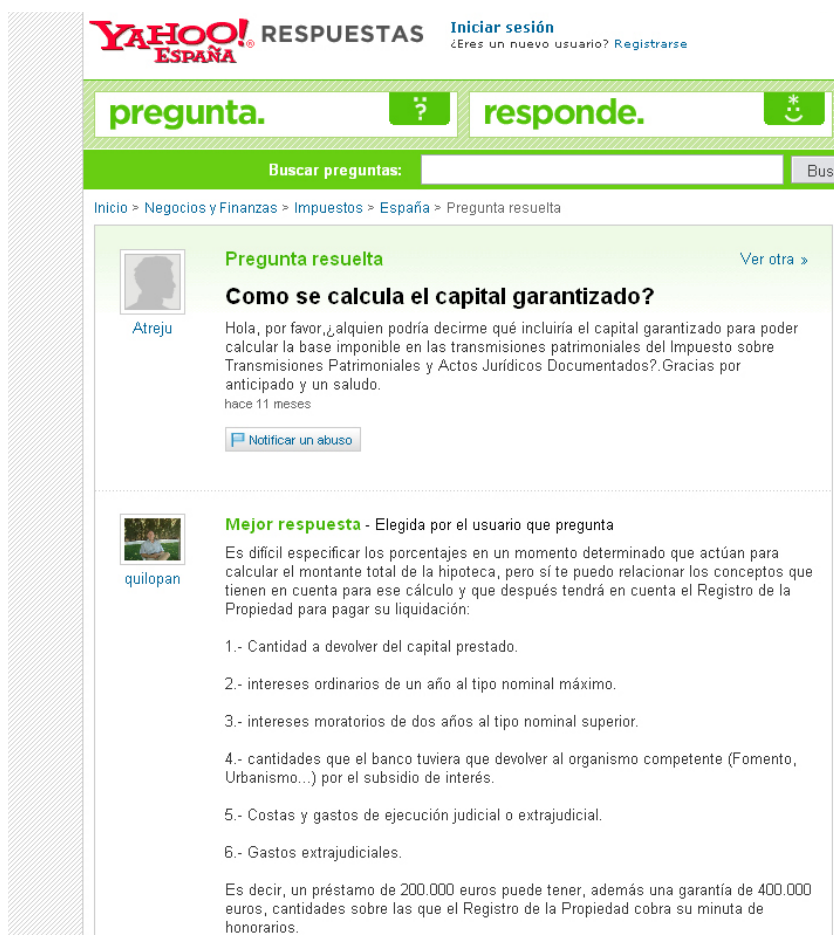 YAHOO! RESPUESTAS
ESPAÑA
Iniciar sesión
¿Eres un nuevo usuario? Registrarse
pregunta.
responde.
Buscar preguntas:
Bus
Inicio > Negocios y Finanzas > Impuestos > España > Pregunta resuelta
Pregunta resuelta
Ver otra »
Como se calcula el capital garantizado?
Atreju
Hola, por favor,¿alquien podría decirme qué incluiría el capital garantizado para poder
calcular la base imponible en las transmisiones patrimoniales del Impuesto sobre
Transmisiones Patrimoniales y Actos Jurídicos Documentados?.Gracias por
anticipado y un saludo.
hace 11 meses
Notificar un abuso
Mejor respuesta - Elegida por el usuario que pregunta
quilopan
Es difícil especificar los porcentajes en un momento determinado que actúan para
calcular el montante total de la hipoteca, pero sí te puedo relacionar los conceptos que
tienen en cuenta para ese cálculo y que después tendrá en cuenta el Registro de la
Propiedad para pagar su liquidación:
1.- Cantidad a devolver del capital prestado.
2.- intereses ordinarios de un año al tipo nominal máximo.
3.- intereses moratorios de dos años al tipo nominal superior.
4.- cantidades que el banco tuviera que devolver al organismo competente (Fomento,
Urbanismo...) por el subsidio de interés.
5.- Costas y gastos de ejecución judicial o extrajudicial.
6.- Gastos extrajudiciales.
Es decir, un préstamo de 200.000 euros puede tener, además una garantía de 400.000
euros, cantidades sobre las que el Registro de la Propiedad cobra su minuta de
honorarios.